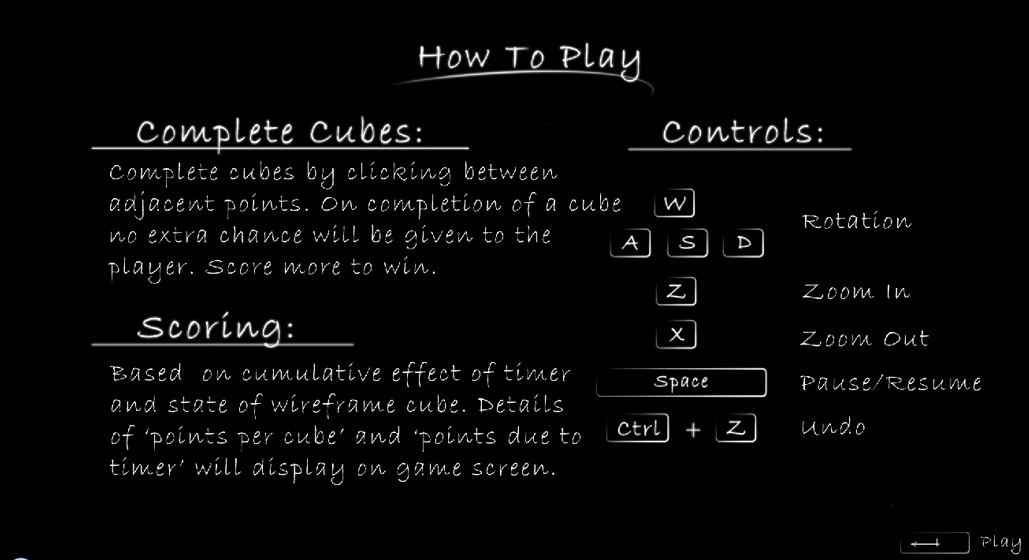 How To Play
Complete Cubes:
Complete cubes by clicking between
adjacent points. On completion of a cube
no extra chance will be given to the
player. Score more to win.
Scoring:
Based on cumulative effect of timer
and state of wireframe cube. Details
of 'points per cube' and 'points due to
timer' will display on game screen.
Controls:
W
A S D
Rotation
Z Zoom In
X Zoom Out
Space Pause/Resume
Ctrl + Z Undo
Play